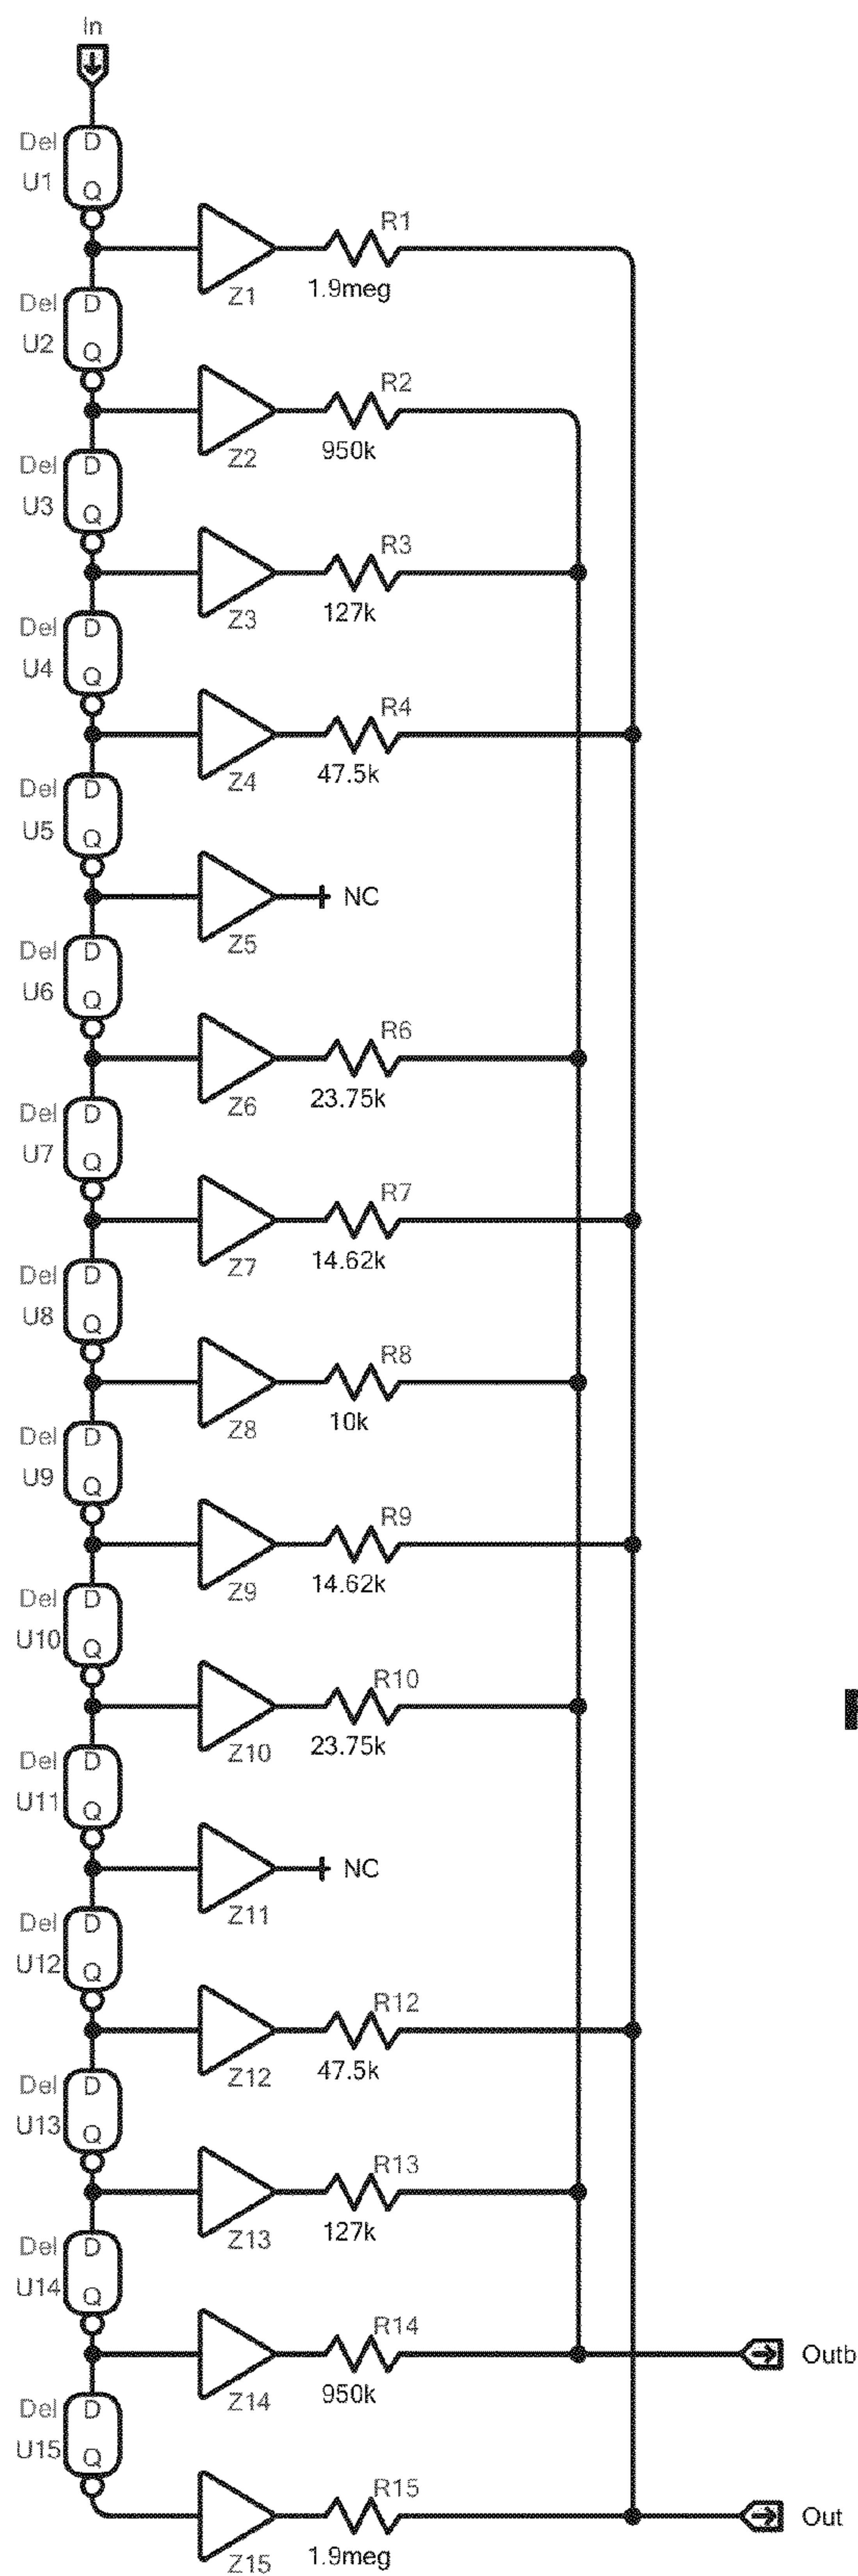 In
Del
D
U1
Q
R1
Z1
1.9meg
Del
D
U2
Q
R2
Z2
950k
Del
D
U3
Q
R3
Z3
127k
Del
D
U4
Q
R4
Z4
47.5k
Del
D
U5
Q
NC
Z5
Del
D
U6
Q
R6
Z6
23.75k
Del
D
U7
Q
R7
Z7
14.62k
Del
D
U8
Q
R8
Z8
10k
Del
D
U9
Q
R9
Z9
14.62k
Del
D
U10
Q
R10
Z10
23.75k
Del
D
U11
Q
NC
Z11
Del
D
U12
Q
R12
Z12
47.5k
Del
D
U13
Q
R13
Z13
127k
Del
D
U14
Q
R14
Outb
Z14
950k
Del
D
U15
Q
R15
Out
Z15
1.9meg